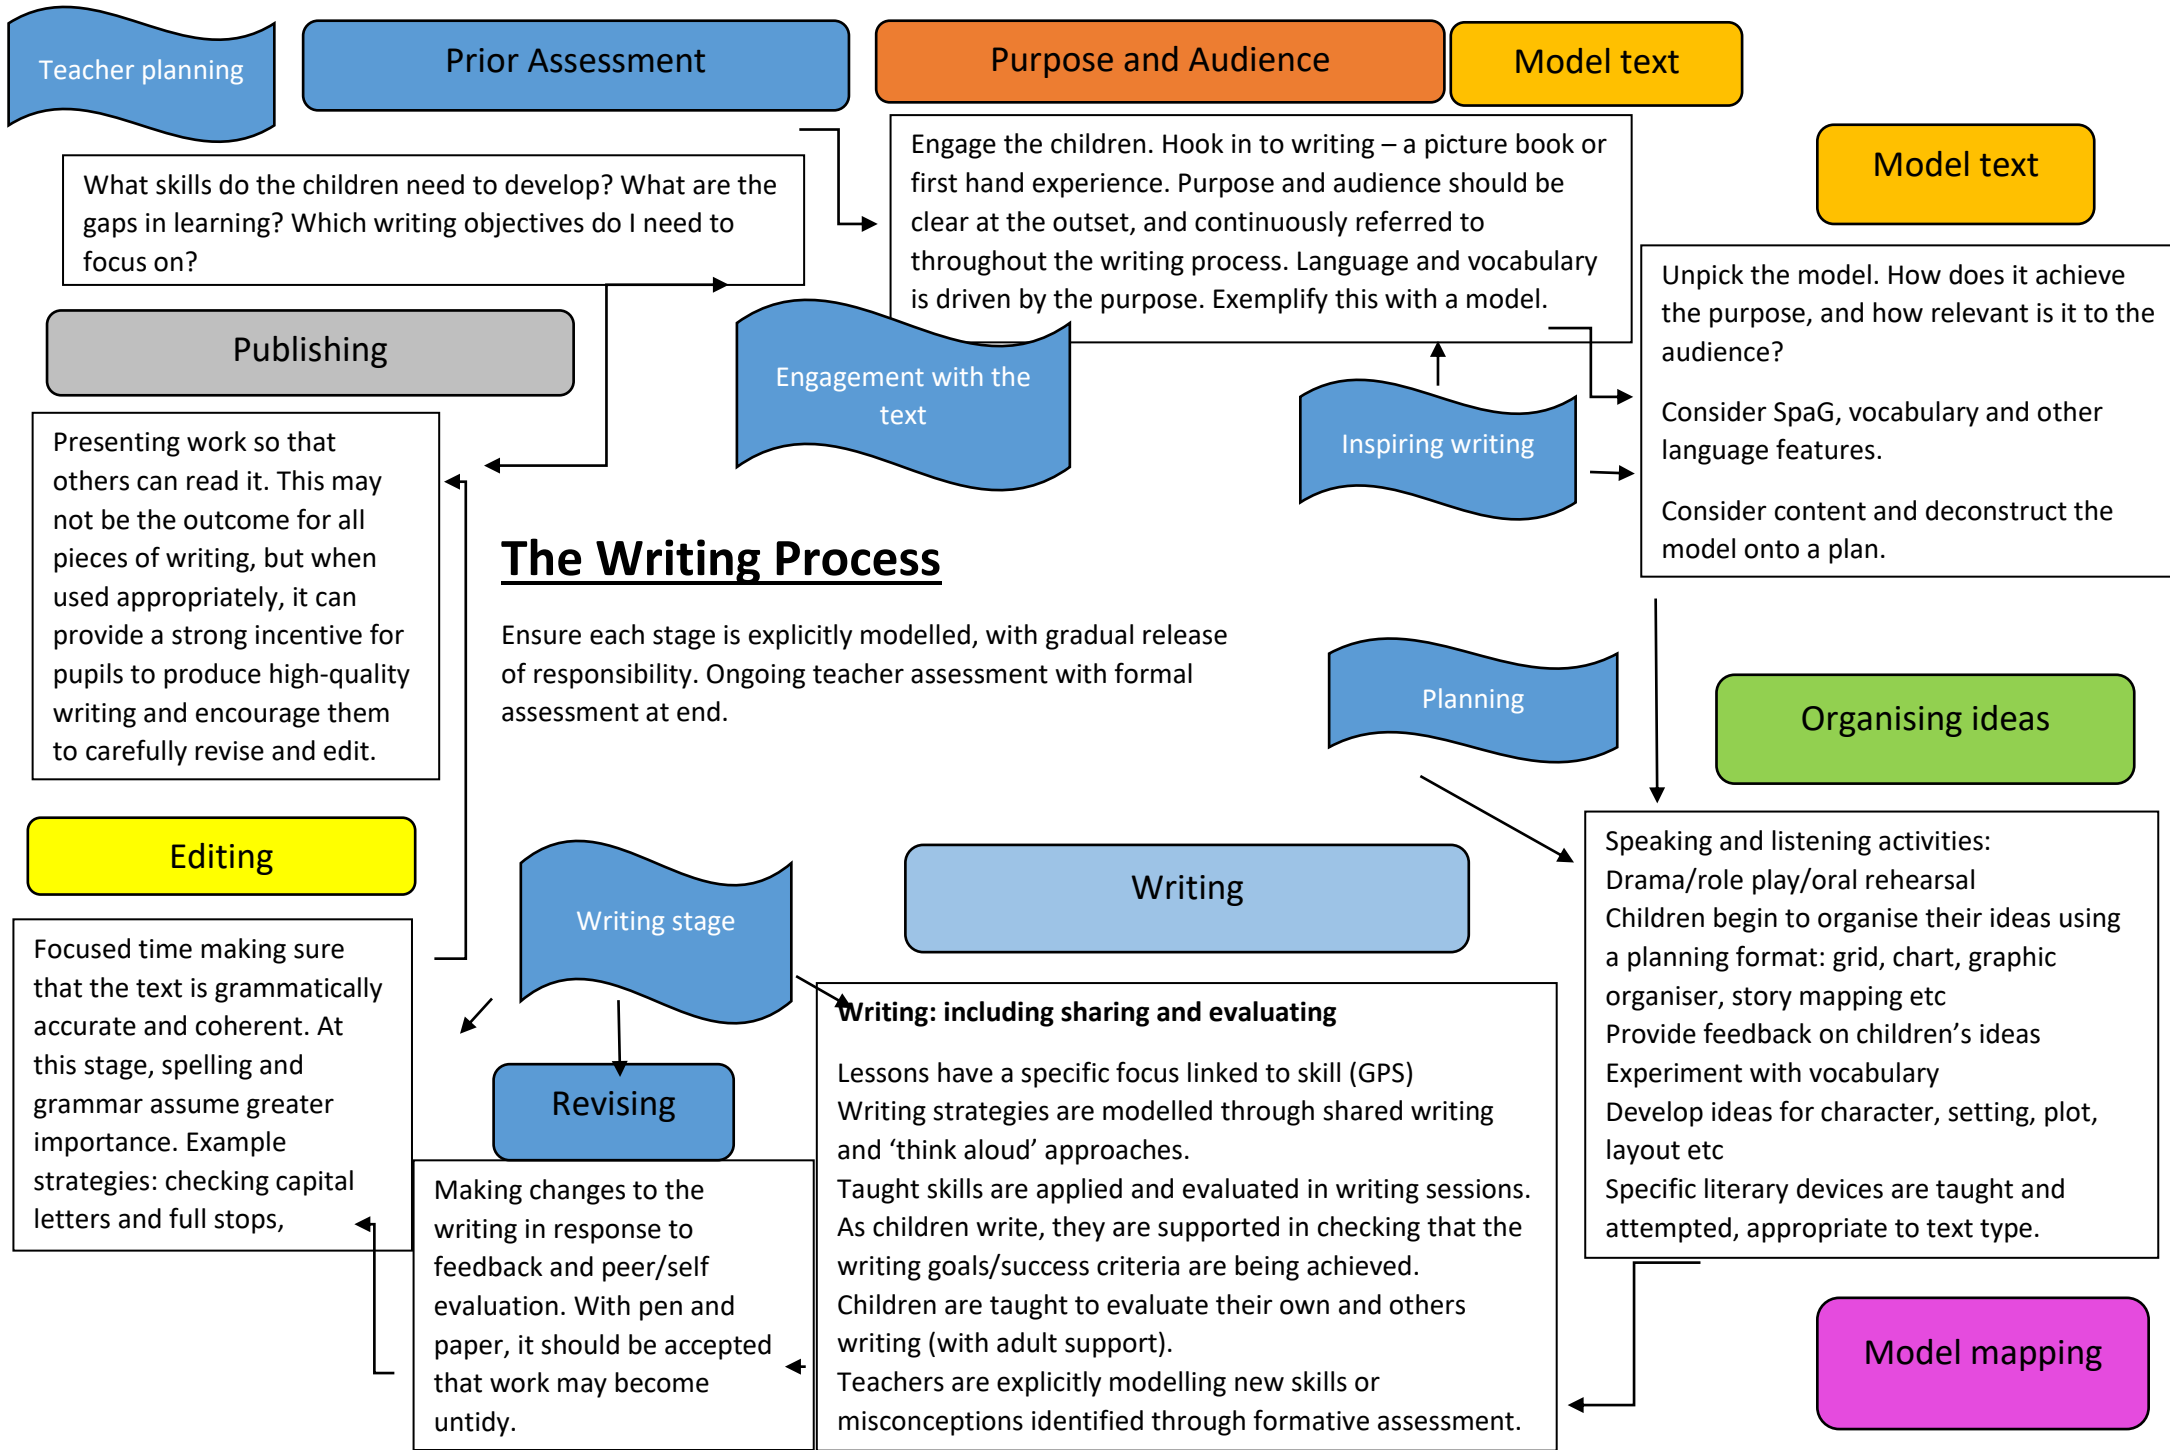 Teacher planning
Prior Assessment
Purpose and Audience
Model text
What skills do the children need to develop? What are the
gaps in learning? Which writing objectives do I need to
focus on?
Engage the children. Hook in to writing – a picture book or
first hand experience. Purpose and audience should be
clear at the outset, and continuously referred to
throughout the writing process. Language and vocabulary
is driven by the purpose. Exemplify this with a model.
Model text
Unpick the model. How does it achieve
the purpose, and how relevant is it to the
audience?
Consider SpaG, vocabulary and other
language features.
Consider content and deconstruct the
model onto a plan.
Publishing
Engagement with the
text
Inspiring writing
Presenting work so that
others can read it. This may
not be the outcome for all
pieces of writing, but when
used appropriately, it can
provide a strong incentive for
pupils to produce high-quality
writing and encourage them
to carefully revise and edit.
The Writing Process
Ensure each stage is explicitly modelled, with gradual release
of responsibility. Ongoing teacher assessment with formal
assessment at end.
Planning
Organising ideas
Speaking and listening activities:
Drama/role play/oral rehearsal
Children begin to organise their ideas using
a planning format: grid, chart, graphic
organiser, story mapping etc
Provide feedback on children’s ideas
Experiment with vocabulary
Develop ideas for character, setting, plot,
layout etc
Specific literary devices are taught and
attempted, appropriate to text type.
Editing
Focused time making sure
that the text is grammatically
accurate and coherent. At
this stage, spelling and
grammar assume greater
importance. Example
strategies: checking capital
letters and full stops,
Writing stage
Writing
Revising
Making changes to the
writing in response to
feedback and peer/self
evaluation. With pen and
paper, it should be accepted
that work may become
untidy.
Writing: including sharing and evaluating
Lessons have a specific focus linked to skill (GPS)
Writing strategies are modelled through shared writing
and ‘think aloud’ approaches.
Taught skills are applied and evaluated in writing sessions.
As children write, they are supported in checking that the
writing goals/success criteria are being achieved.
Children are taught to evaluate their own and others
writing (with adult support).
Teachers are explicitly modelling new skills or
misconceptions identified through formative assessment.
Model mapping